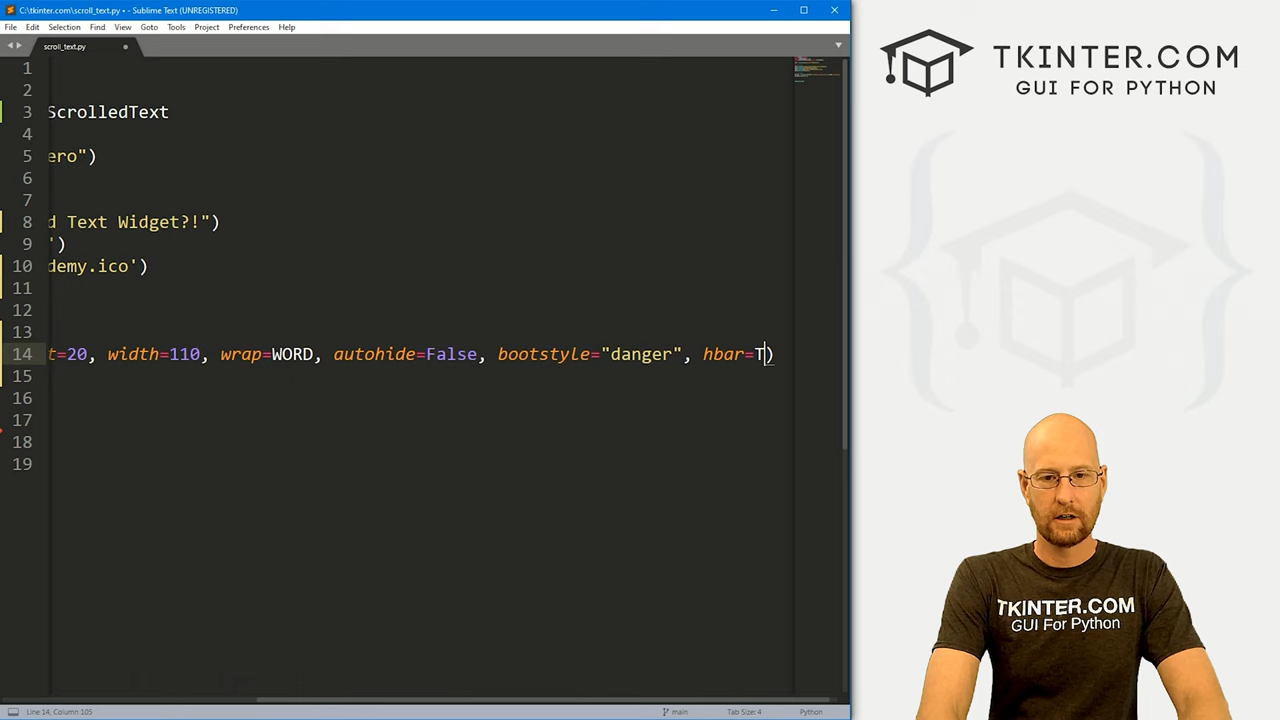 C:\tkinter.com\scroll_text.py • - Sublime Text (UNREGISTERED)
File Edit Selection Find View Goto Tools Project Preferences Help
scroll_text.py
1
2
3 ScrolledText
4
5 ero")
6
7
8 d Text Widget?!")
9 ')
10 demy.ico')
11
12
13
14 t=20, width=110, wrap=WORD, autohide=False, bootstyle="danger", hbar=T)
15
16
17
18
19
Line 14, Column 105 main Tab Size: 4 Python
TKINTER.COM
GUI FOR PYTHON
TKINTER.COM
GUI For Python